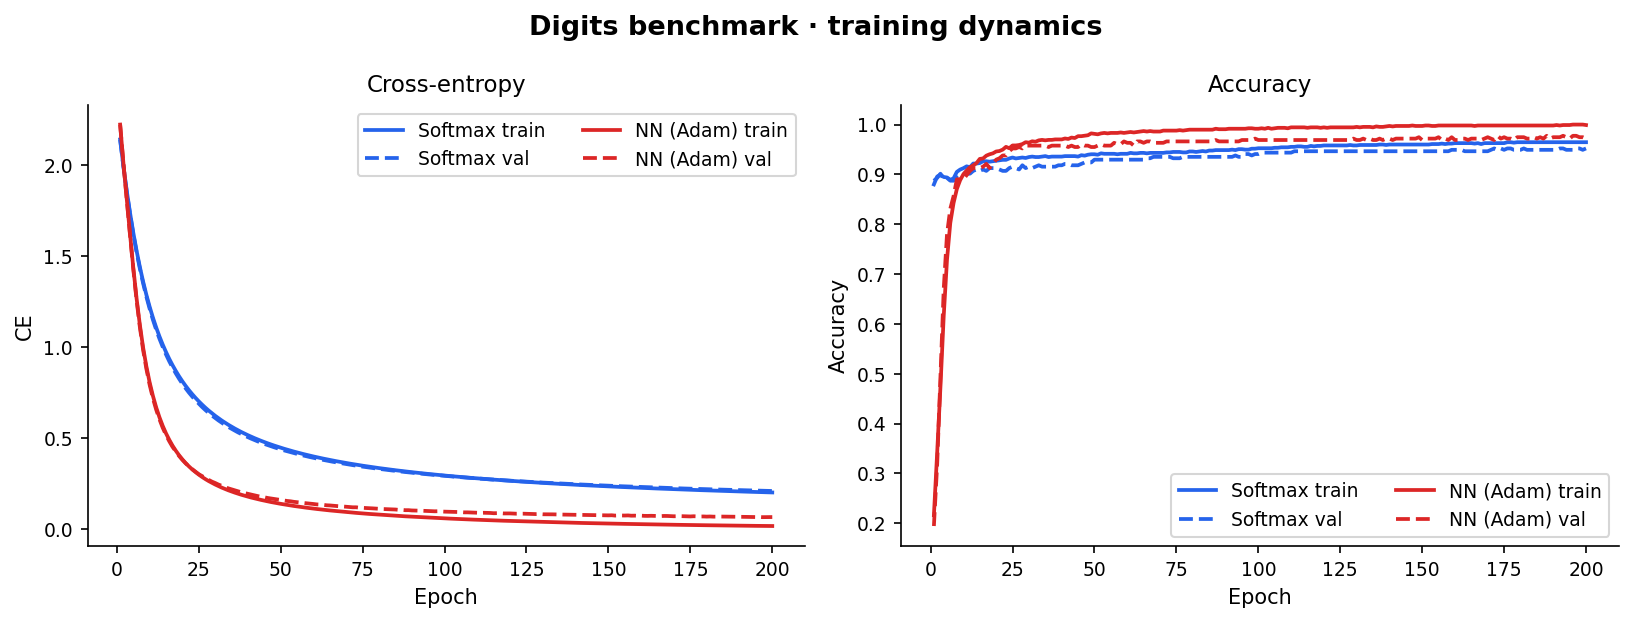 Digits benchmark · training dynamics
Cross-entropy
CE
2.0
1.5
1.0
0.5
0.0
Softmax train
NN (Adam) train
Softmax val
NN (Adam) val
0 25 50 75 100 125 150 175 200
Epoch
Accuracy
Accuracy
1.0
0.9
0.8
0.7
0.6
0.5
0.4
0.3
0.2
Softmax train
NN (Adam) train
Softmax val
NN (Adam) val
0 25 50 75 100 125 150 175 200
Epoch